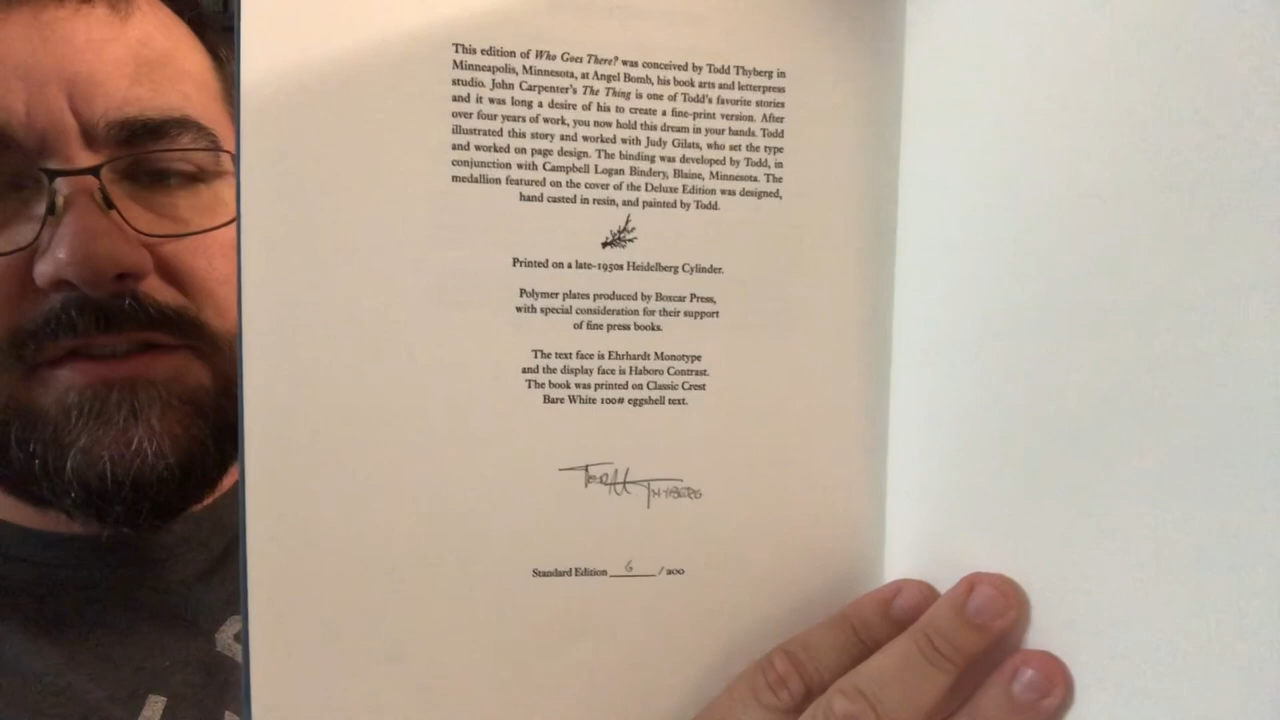 This edition of Who Goes There? was conceived by Todd Thyberg in
Minneapolis, Minnesota, at Angel Bomb, his book arts and letterpress
studio. John Carpenter's The Thing is one of Todd's favorite stories
and it was long a desire of his to create a fine-print version. After
over four years of work, you now hold this dream in your hands. Todd
illustrated this story and worked with Judy Gilats, who set the type
and worked on page design. The binding was developed by Todd, in
conjunction with Campbell Logan Bindery, Blaine, Minnesota. The
medallion featured on the cover of the Deluxe Edition was designed,
hand casted in resin, and painted by Todd.
Printed on a late-1950s Heidelberg Cylinder.
Polymer plates produced by Boxcar Press,
with special consideration for their support
of fine press books.
The text face is Ehrhardt Monotype
and the display face is Haboro Contrast.
The book was printed on Classic Crest
Bare White 100# eggshell text.
Todd Thyberg
Standard Edition 6 / 200